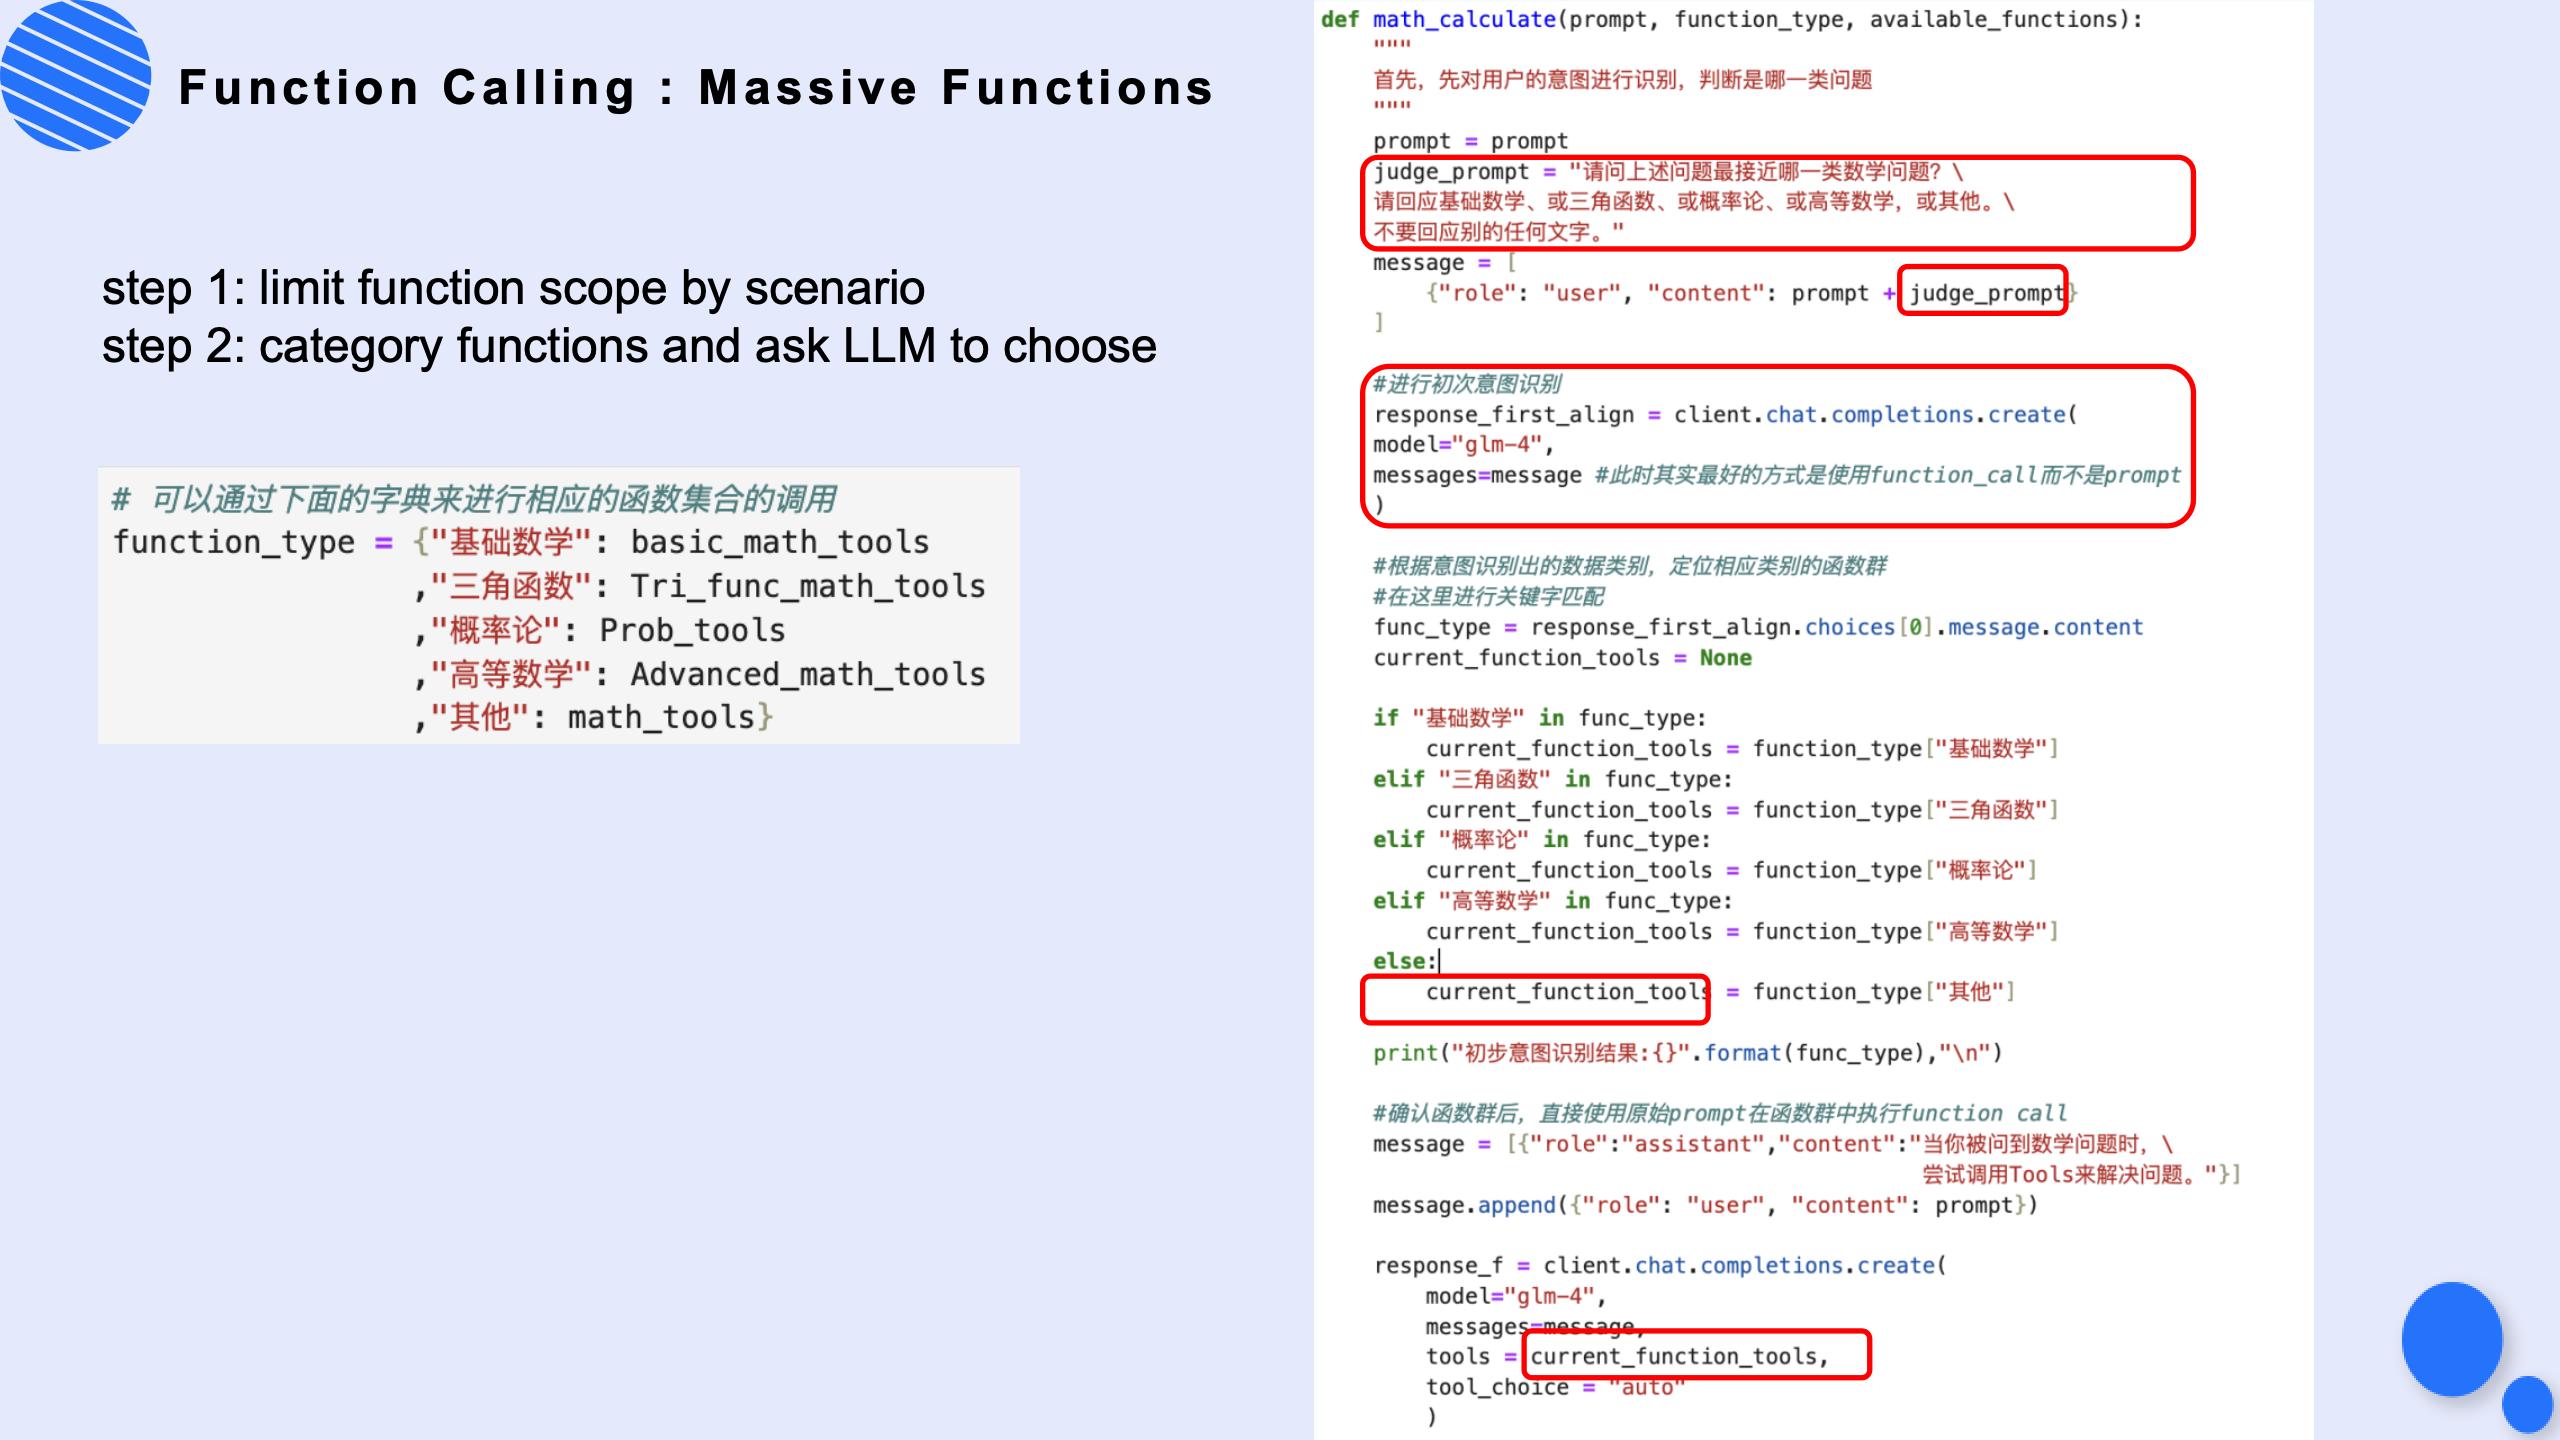 Function Calling : Massive Functions
step 1: limit function scope by scenario
step 2: category functions and ask LLM to choose
# 可以通过下面的字典来进行相应的函数集合的调用
function_type = {"基础数学": basic_math_tools
,"三角函数": Tri_func_math_tools
,"概率论": Prob_tools
,"高等数学": Advanced_math_tools
,"其他": math_tools}
def math_calculate(prompt, function_type, available_functions):
"""
首先，先对用户的意图进行识别，判断是哪一类问题
"""
prompt = prompt
judge_prompt = "请问上述问题最接近哪一类数学问题？\
请回应基础数学、或三角函数、或概率论、或高等数学，或其他。\
不要回应别的任何文字。"
message = [
{"role": "user", "content": prompt + judge_prompt}
]
#进行初次意图识别
response_first_align = client.chat.completions.create(
model="glm-4",
messages=message #此时其实最好的方式是使用function_call而不是prompt
)
#根据意图识别出的数据类别，定位相应类别的函数群
#在这里进行关键字匹配
func_type = response_first_align.choices[0].message.content
current_function_tools = None
if "基础数学" in func_type:
current_function_tools = function_type["基础数学"]
elif "三角函数" in func_type:
current_function_tools = function_type["三角函数"]
elif "概率论" in func_type:
current_function_tools = function_type["概率论"]
elif "高等数学" in func_type:
current_function_tools = function_type["高等数学"]
else:
current_function_tools = function_type["其他"]
print("初步意图识别结果:{}".format(func_type),"\n")
#确认函数群后，直接使用原始prompt在函数群中执行function call
message = [{"role":"assistant","content":"当你被问到数学问题时，\
尝试调用Tools来解决问题。"}]
message.append({"role": "user", "content": prompt})
response_f = client.chat.completions.create(
model="glm-4",
messages=message,
tools = current_function_tools,
tool_choice = "auto"
)